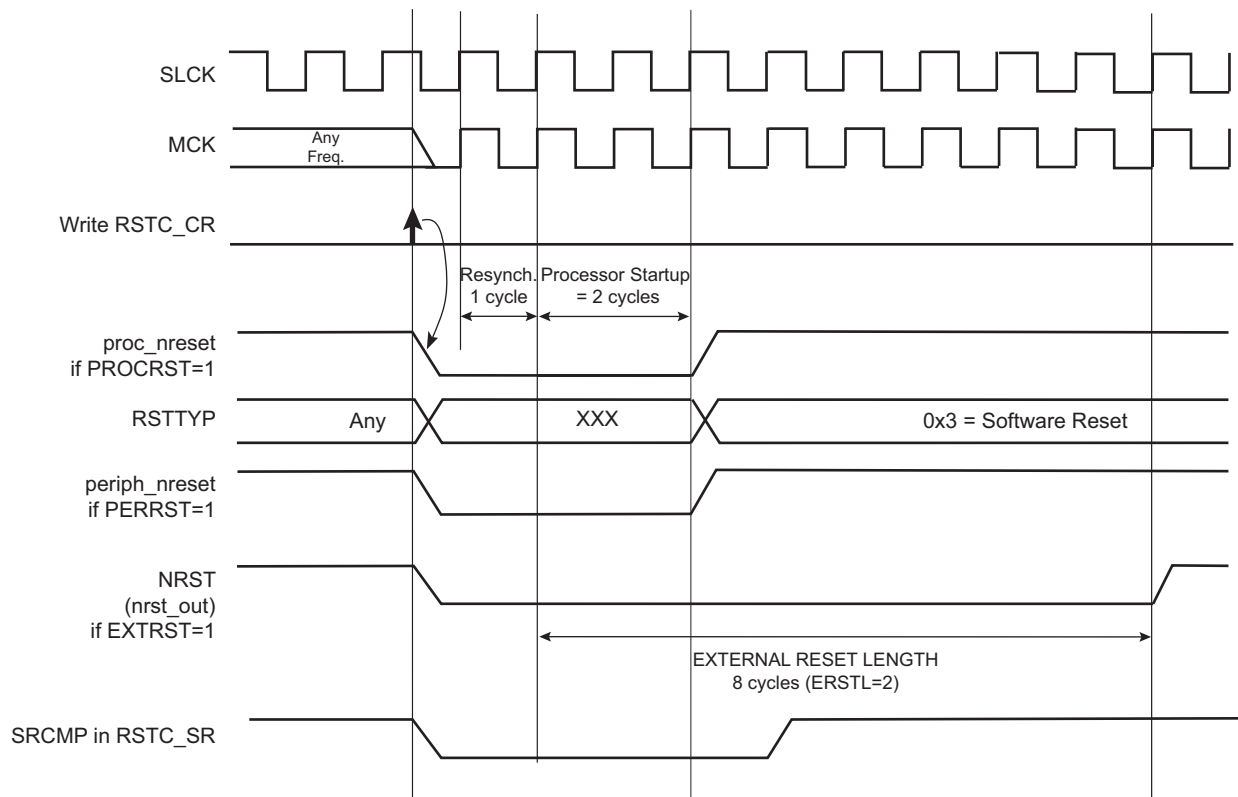 SLCK
MCK
Any
Freq.
Write RSTC_CR
Resynch.
1 cycle
Processor Startup
= 2 cycles
proc_nreset
if PROCRST=1
RSTTYP
Any
XXX
0x3 = Software Reset
periph_nreset
if PERRST=1
NRST
(nrst_out)
if EXTRST=1
EXTERNAL RESET LENGTH
8 cycles (ERSTL=2)
SRCMP in RSTC_SR